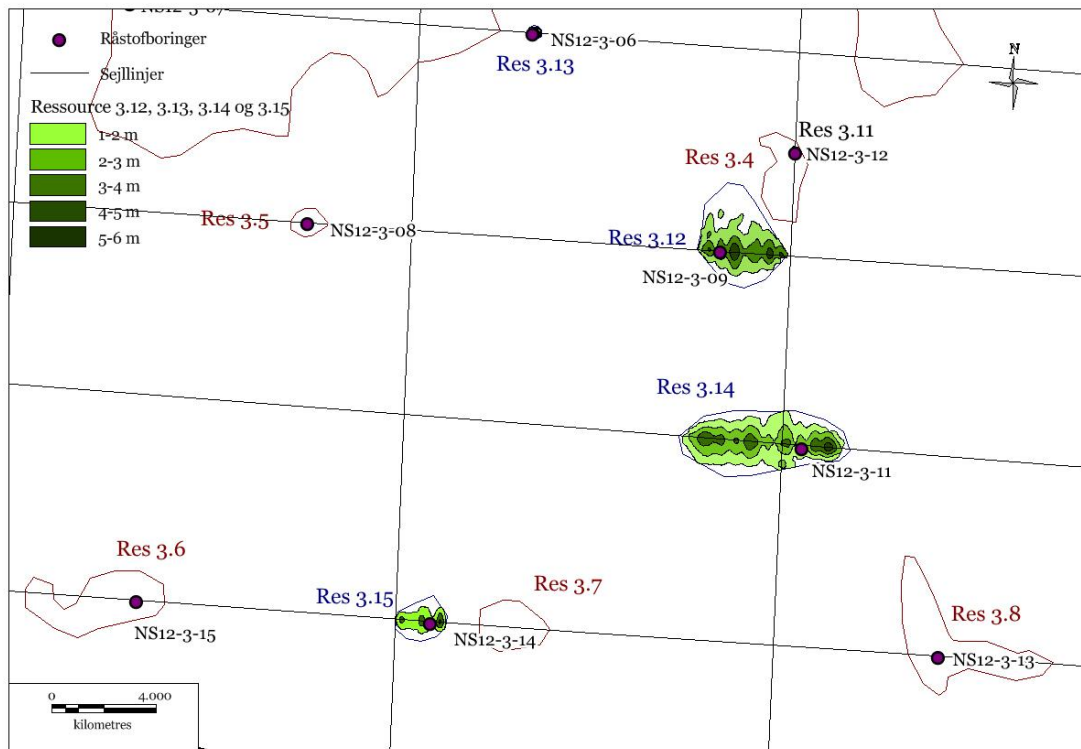 NS12-3-07
Råstofboringer
NS12-3-06
Res 3.13
N
Sejllinjer
Ressource 3.12, 3.13, 3.14 og 3.15
1-2 m
2-3 m
3-4 m
4-5 m
5-6 m
Res 3.11
Res 3.4
NS12-3-12
Res 3.5
NS12-3-08
Res 3.12
NS12-3-09
Res 3.14
NS12-3-11
Res 3.6
Res 3.7
Res 3.15
Res 3.8
NS12-3-15
NS12-3-14
NS12-3-13
0 4.000
kilometres